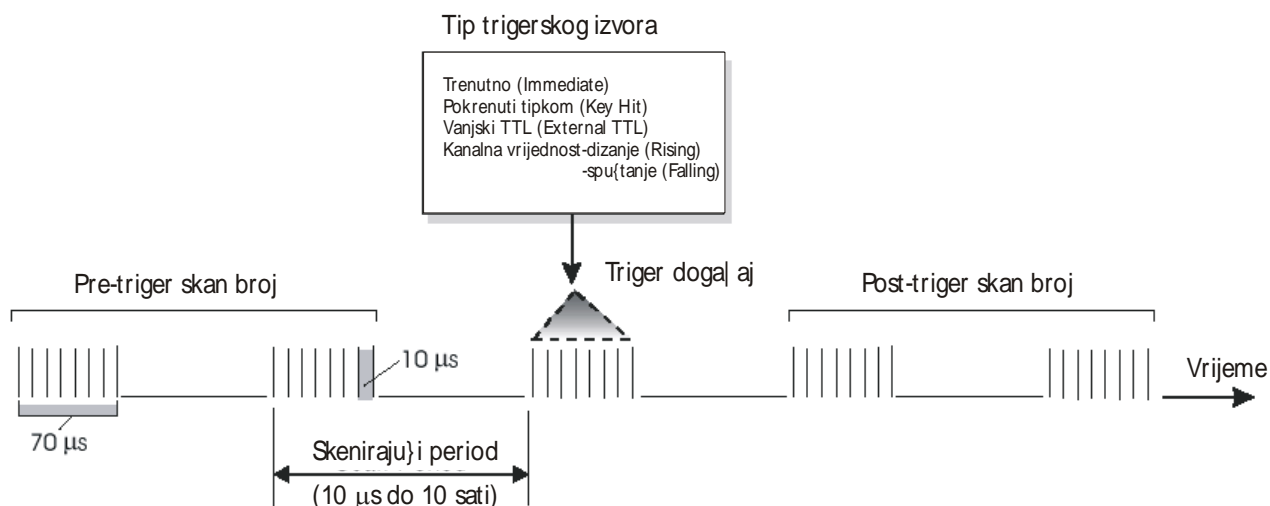 Tip trigerskog izvora
Trenutno (Immediate)
Pokrenuti tipkom (Key Hit)
Vanjski TTL (External TTL)
Kanalna vrijednost-dizanje (Rising)
-spu{tanje (Falling)
Triger doga| aj
Pre-triger skan broj
Post-triger skan broj
10 µs
Vrijeme
70 µs
Skeniraju}i period
(10 µs do 10 sati)